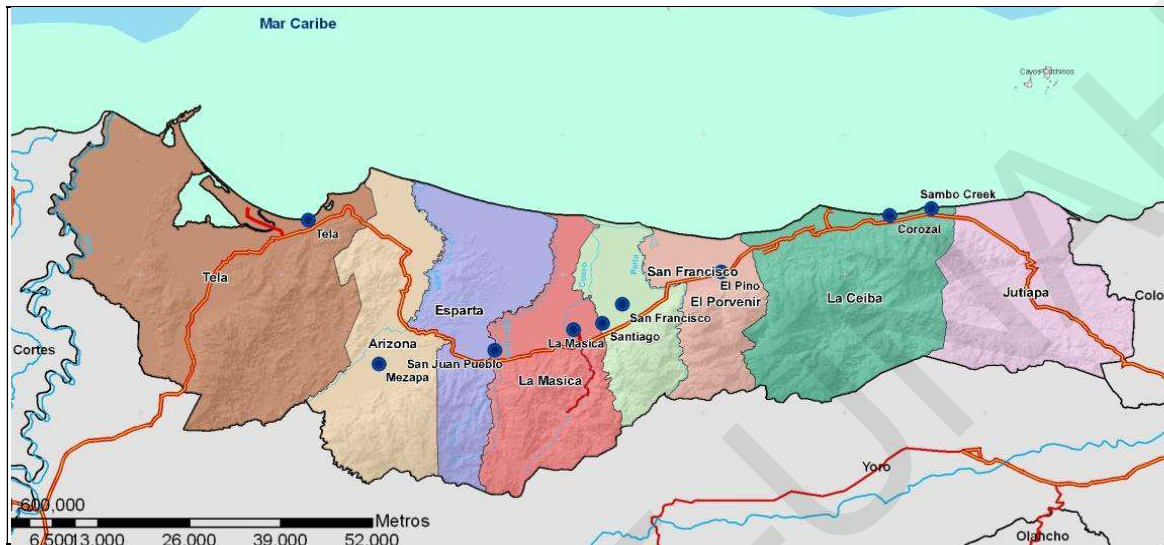 Mar Caribe
Cayos Cochinos
Sambo Creek
Corozal
Tela
Tela
San Francisco
El Pino
El Porvenir
La Ceiba
Jutiapa
Colo
Esparta
San Francisco
Santiago
La Masica
Arizona
San Juan Pueblo
Mezapa
La Masica
Cortes
Cuero
Perla
Yoro
Olancho
600,000
Metros
6,500 13,000 26,000 39,000 52,000